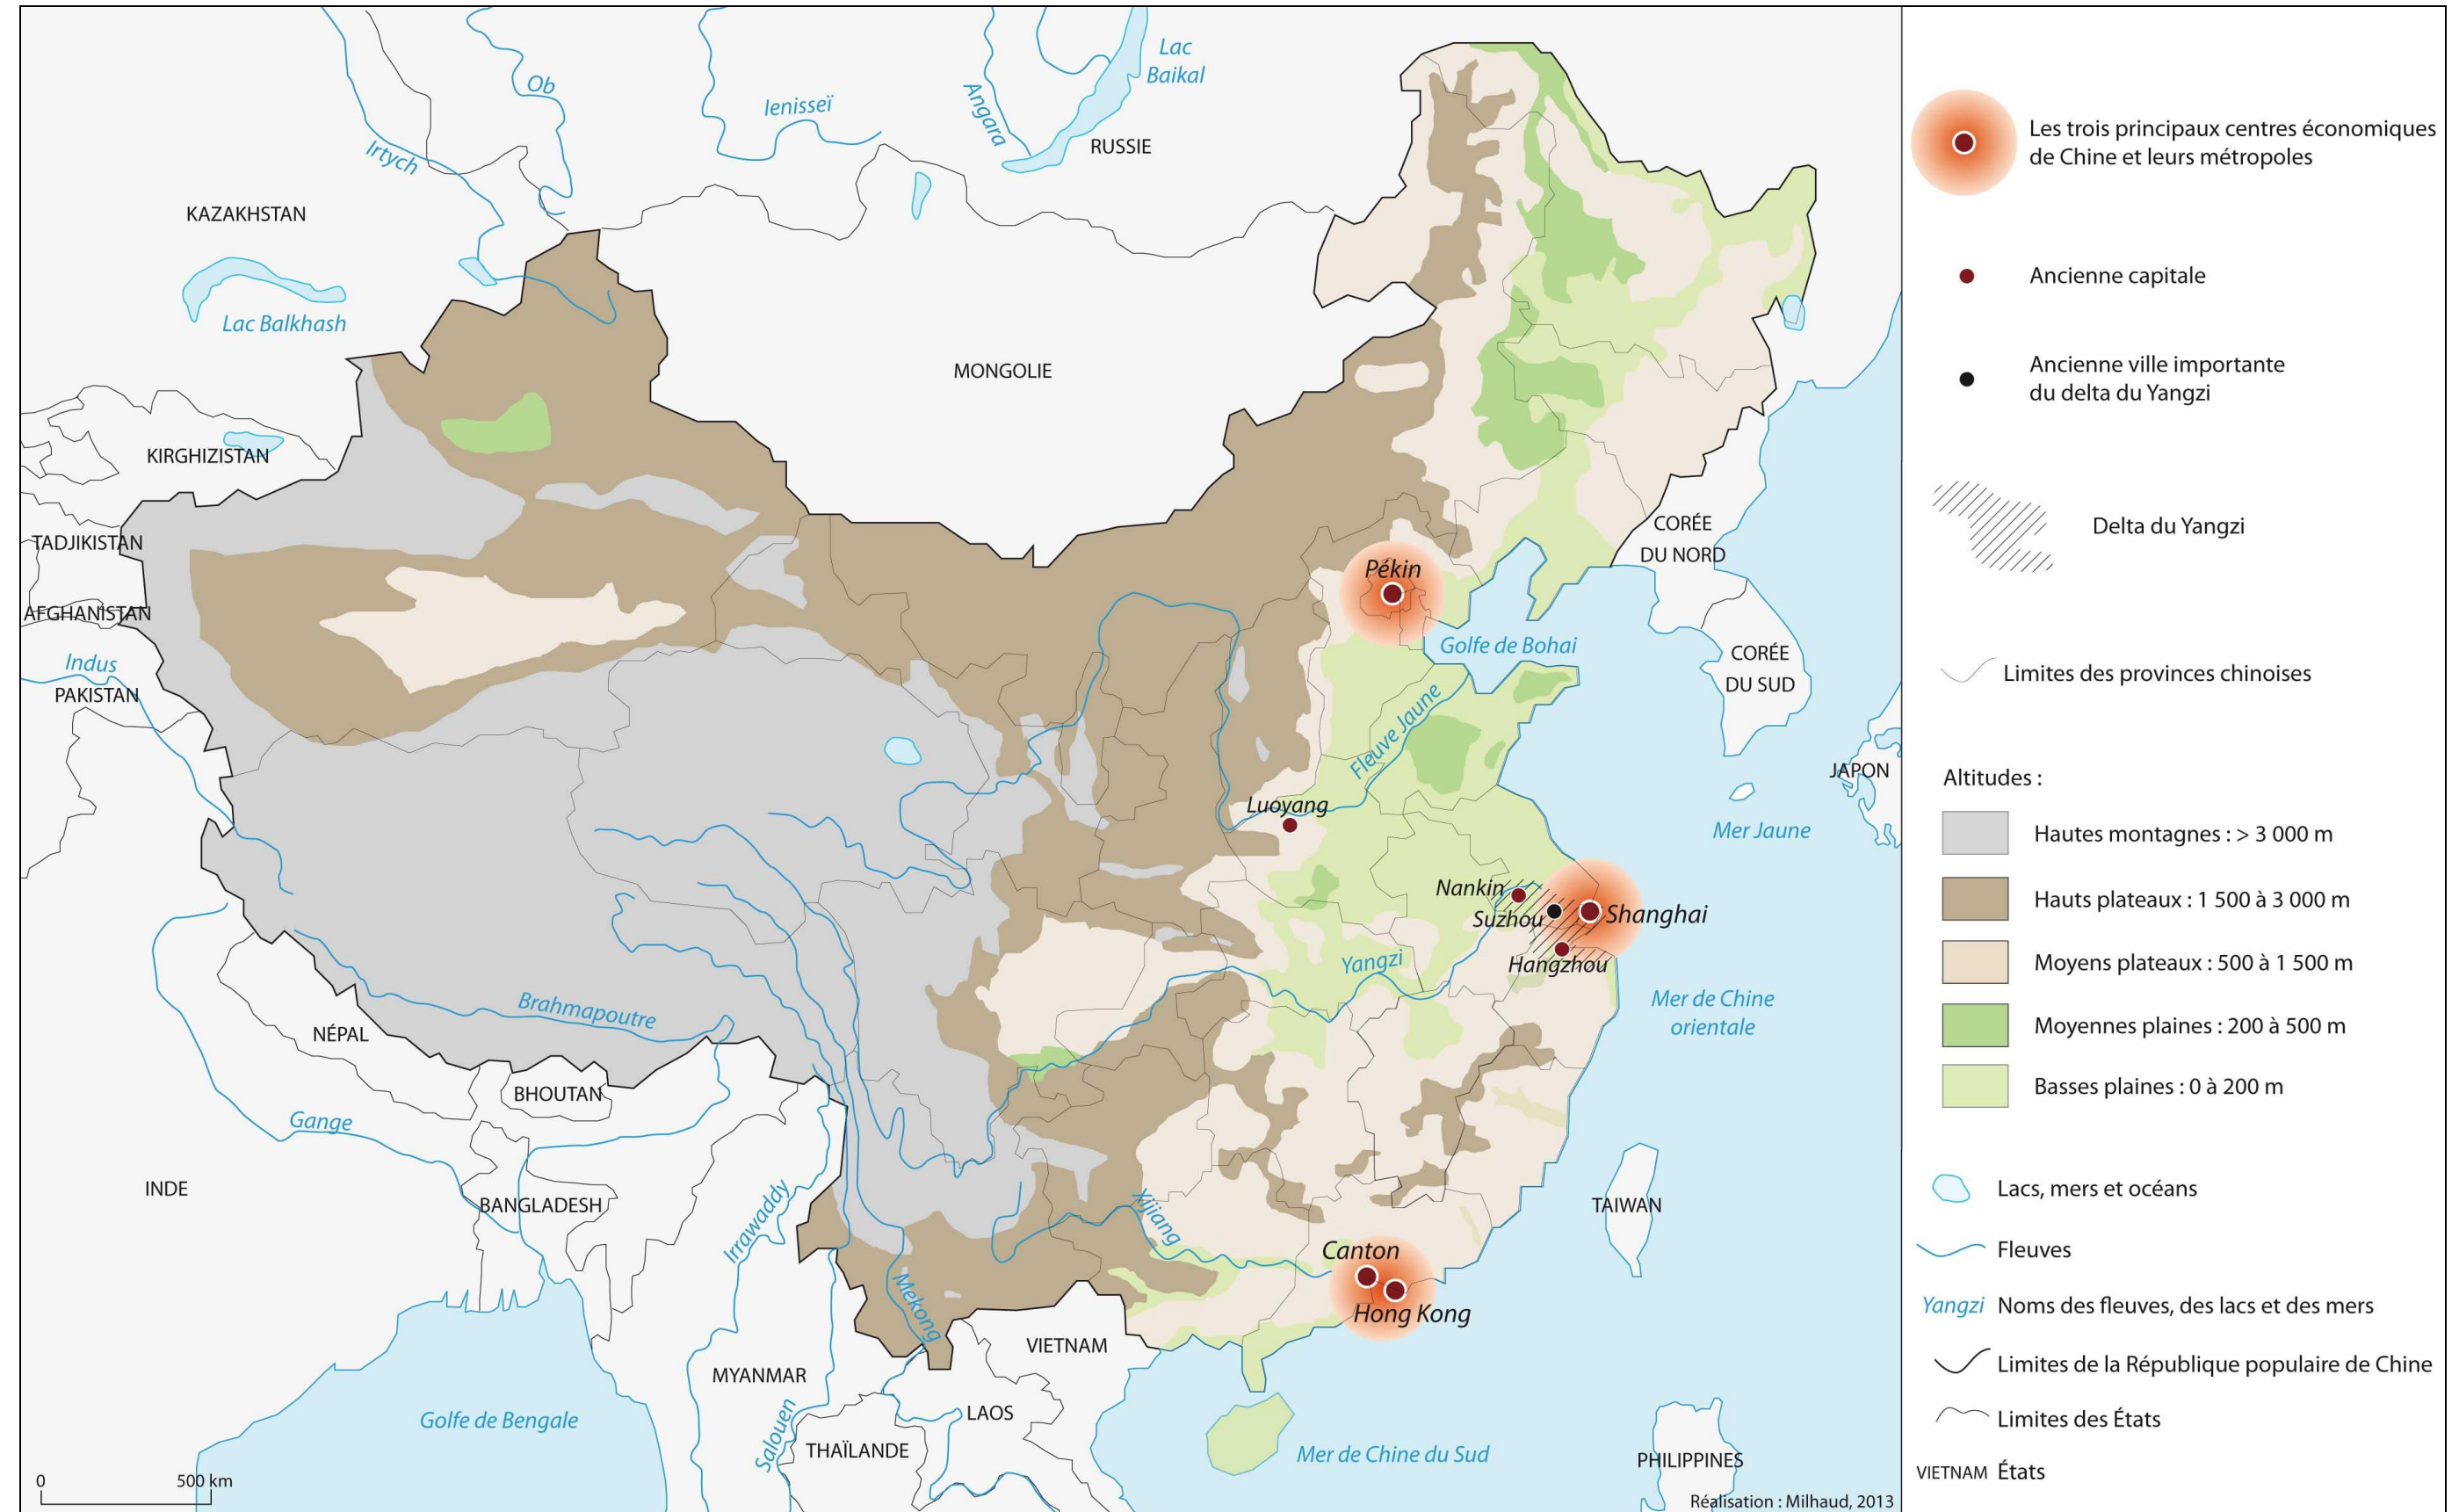 Ob
Ienisseï
Angara
Lac
Baikal
RUSSIE
Irtych
KAZAKHSTAN
Lac Balkhash
MONGOLIE
KIRGHIZISTAN
TADJIKISTAN
AFGHANISTAN
Indus
PAKISTAN
CORÉE
DU NORD
Pékin
Golfe de Bohai
CORÉE
DU SUD
Fleuve Jaune
JAPON
Luoyang
Mer Jaune
Nankin
Suzhou
Shanghai
Hangzhou
Yangzi
Mer de Chine
orientale
Brahmapoutre
NÉPAL
BHOUTAN
Gange
INDE
BANGLADESH
Irrawaddy
Xijiang
TAIWAN
Canton
Hong Kong
Mekong
VIETNAM
MYANMAR
LAOS
Salouen
THAÏLANDE
Golfe de Bengale
Mer de Chine du Sud
PHILIPPINES
0 500 km
Réalisation : Milhaud, 2013
Les trois principaux centres économiques
de Chine et leurs métropoles
Ancienne capitale
Ancienne ville importante
du delta du Yangzi
Delta du Yangzi
Limites des provinces chinoises
Altitudes :
Hautes montagnes : > 3 000 m
Hauts plateaux : 1 500 à 3 000 m
Moyens plateaux : 500 à 1 500 m
Moyennes plaines : 200 à 500 m
Basses plaines : 0 à 200 m
Lacs, mers et océans
Fleuves
Yangzi Noms des fleuves, des lacs et des mers
Limites de la République populaire de Chine
Limites des États
VIETNAM États